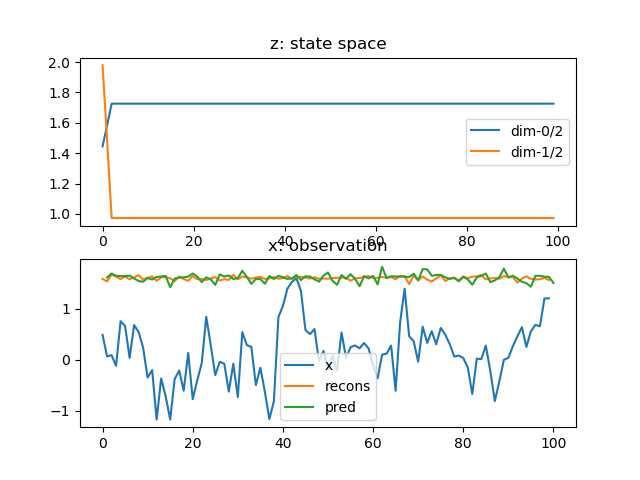 z: state space
2.0
1.8
1.6
1.4
1.2
1.0
dim-0/2
dim-1/2
0 20 40 60 80 100
x: observation
1
0
−1
x
recons
pred
0 20 40 60 80 100